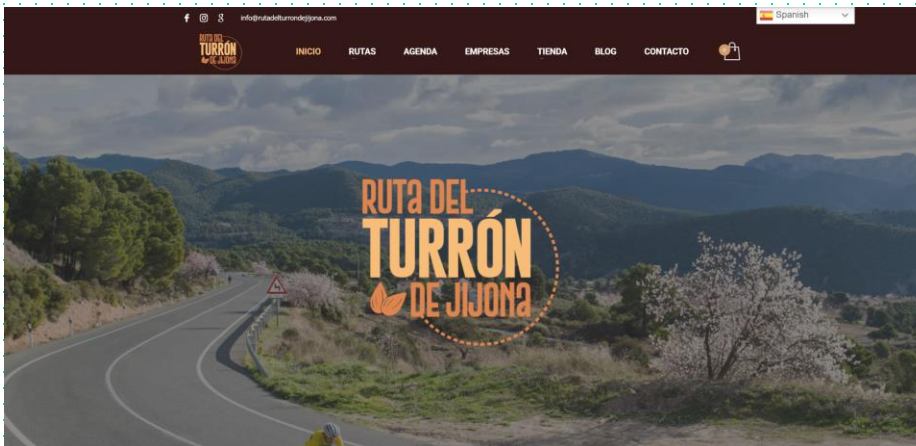 info@rutadelturrondejijona.com
Spanish
RUTA DEL
TURRÓN
DE JIJONA
INICIO RUTAS AGENDA EMPRESAS TIENDA BLOG CONTACTO
RUTA DEL
TURRÓN
DE JIJONA